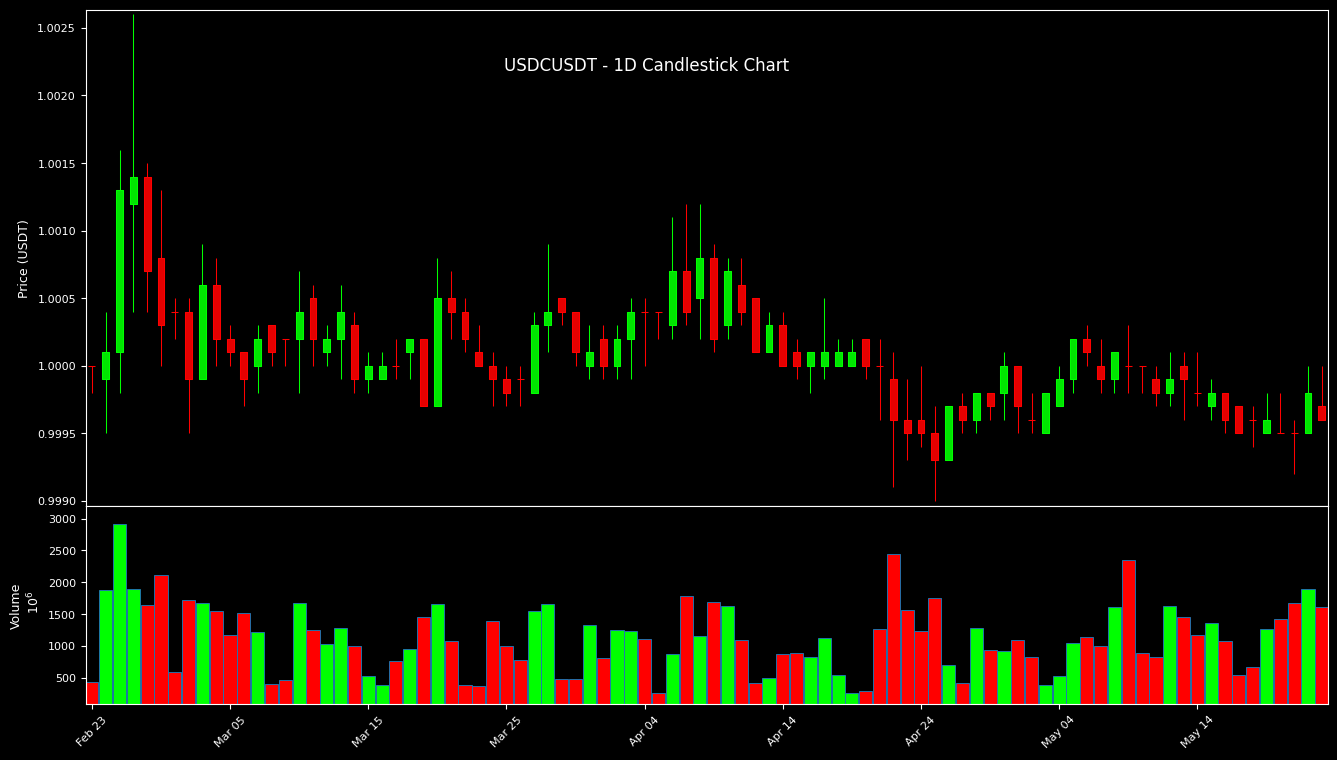 USDCUSDT - 1D Candlestick Chart
Price (USDT)
1.0025
1.0020
1.0015
1.0010
1.0005
1.0000
0.9995
0.9990
Volume
10^6
3000
2500
2000
1500
1000
500
Feb 23
Mar 05
Mar 15
Mar 25
Apr 04
Apr 14
Apr 24
May 04
May 14